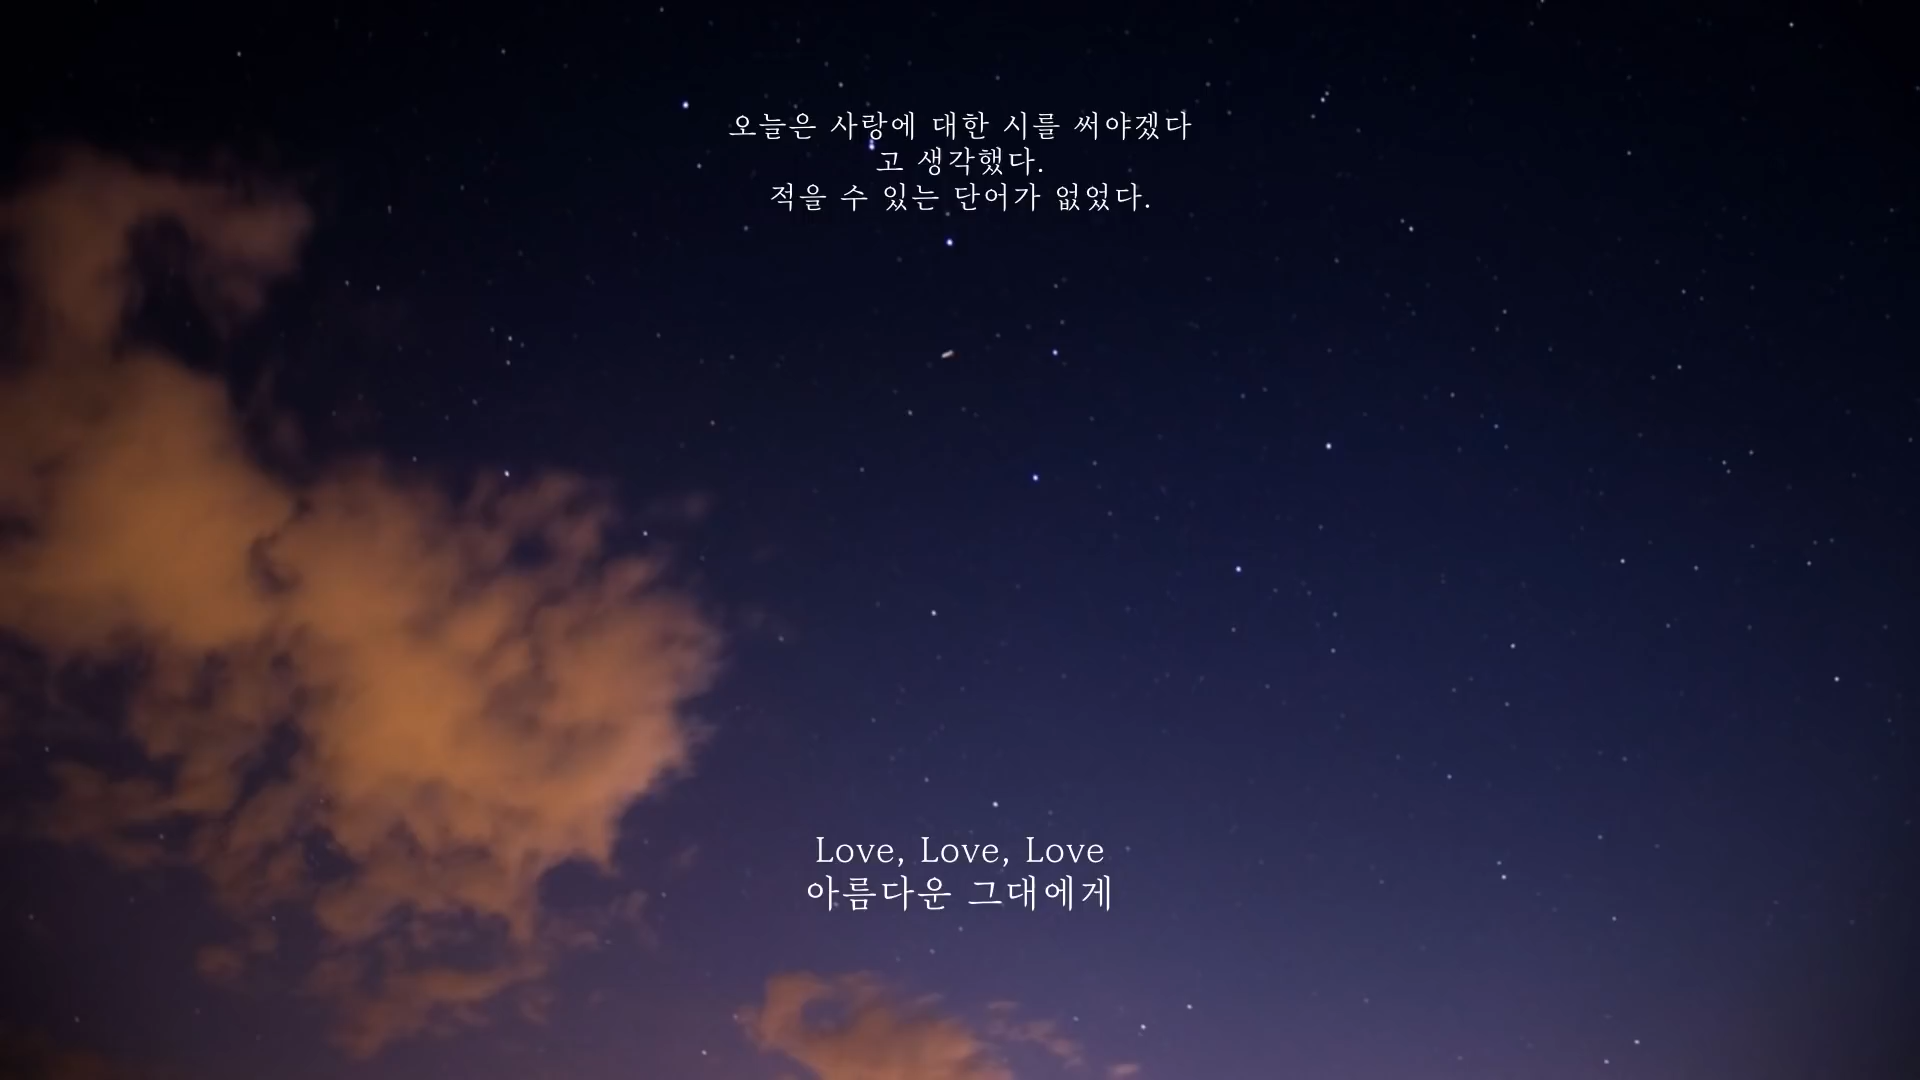 오늘은 사랑에 대한 시를 써야겠다
고 생각했다.
적을 수 있는 단어가 없었다.
Love, Love, Love
아름다운 그대에게